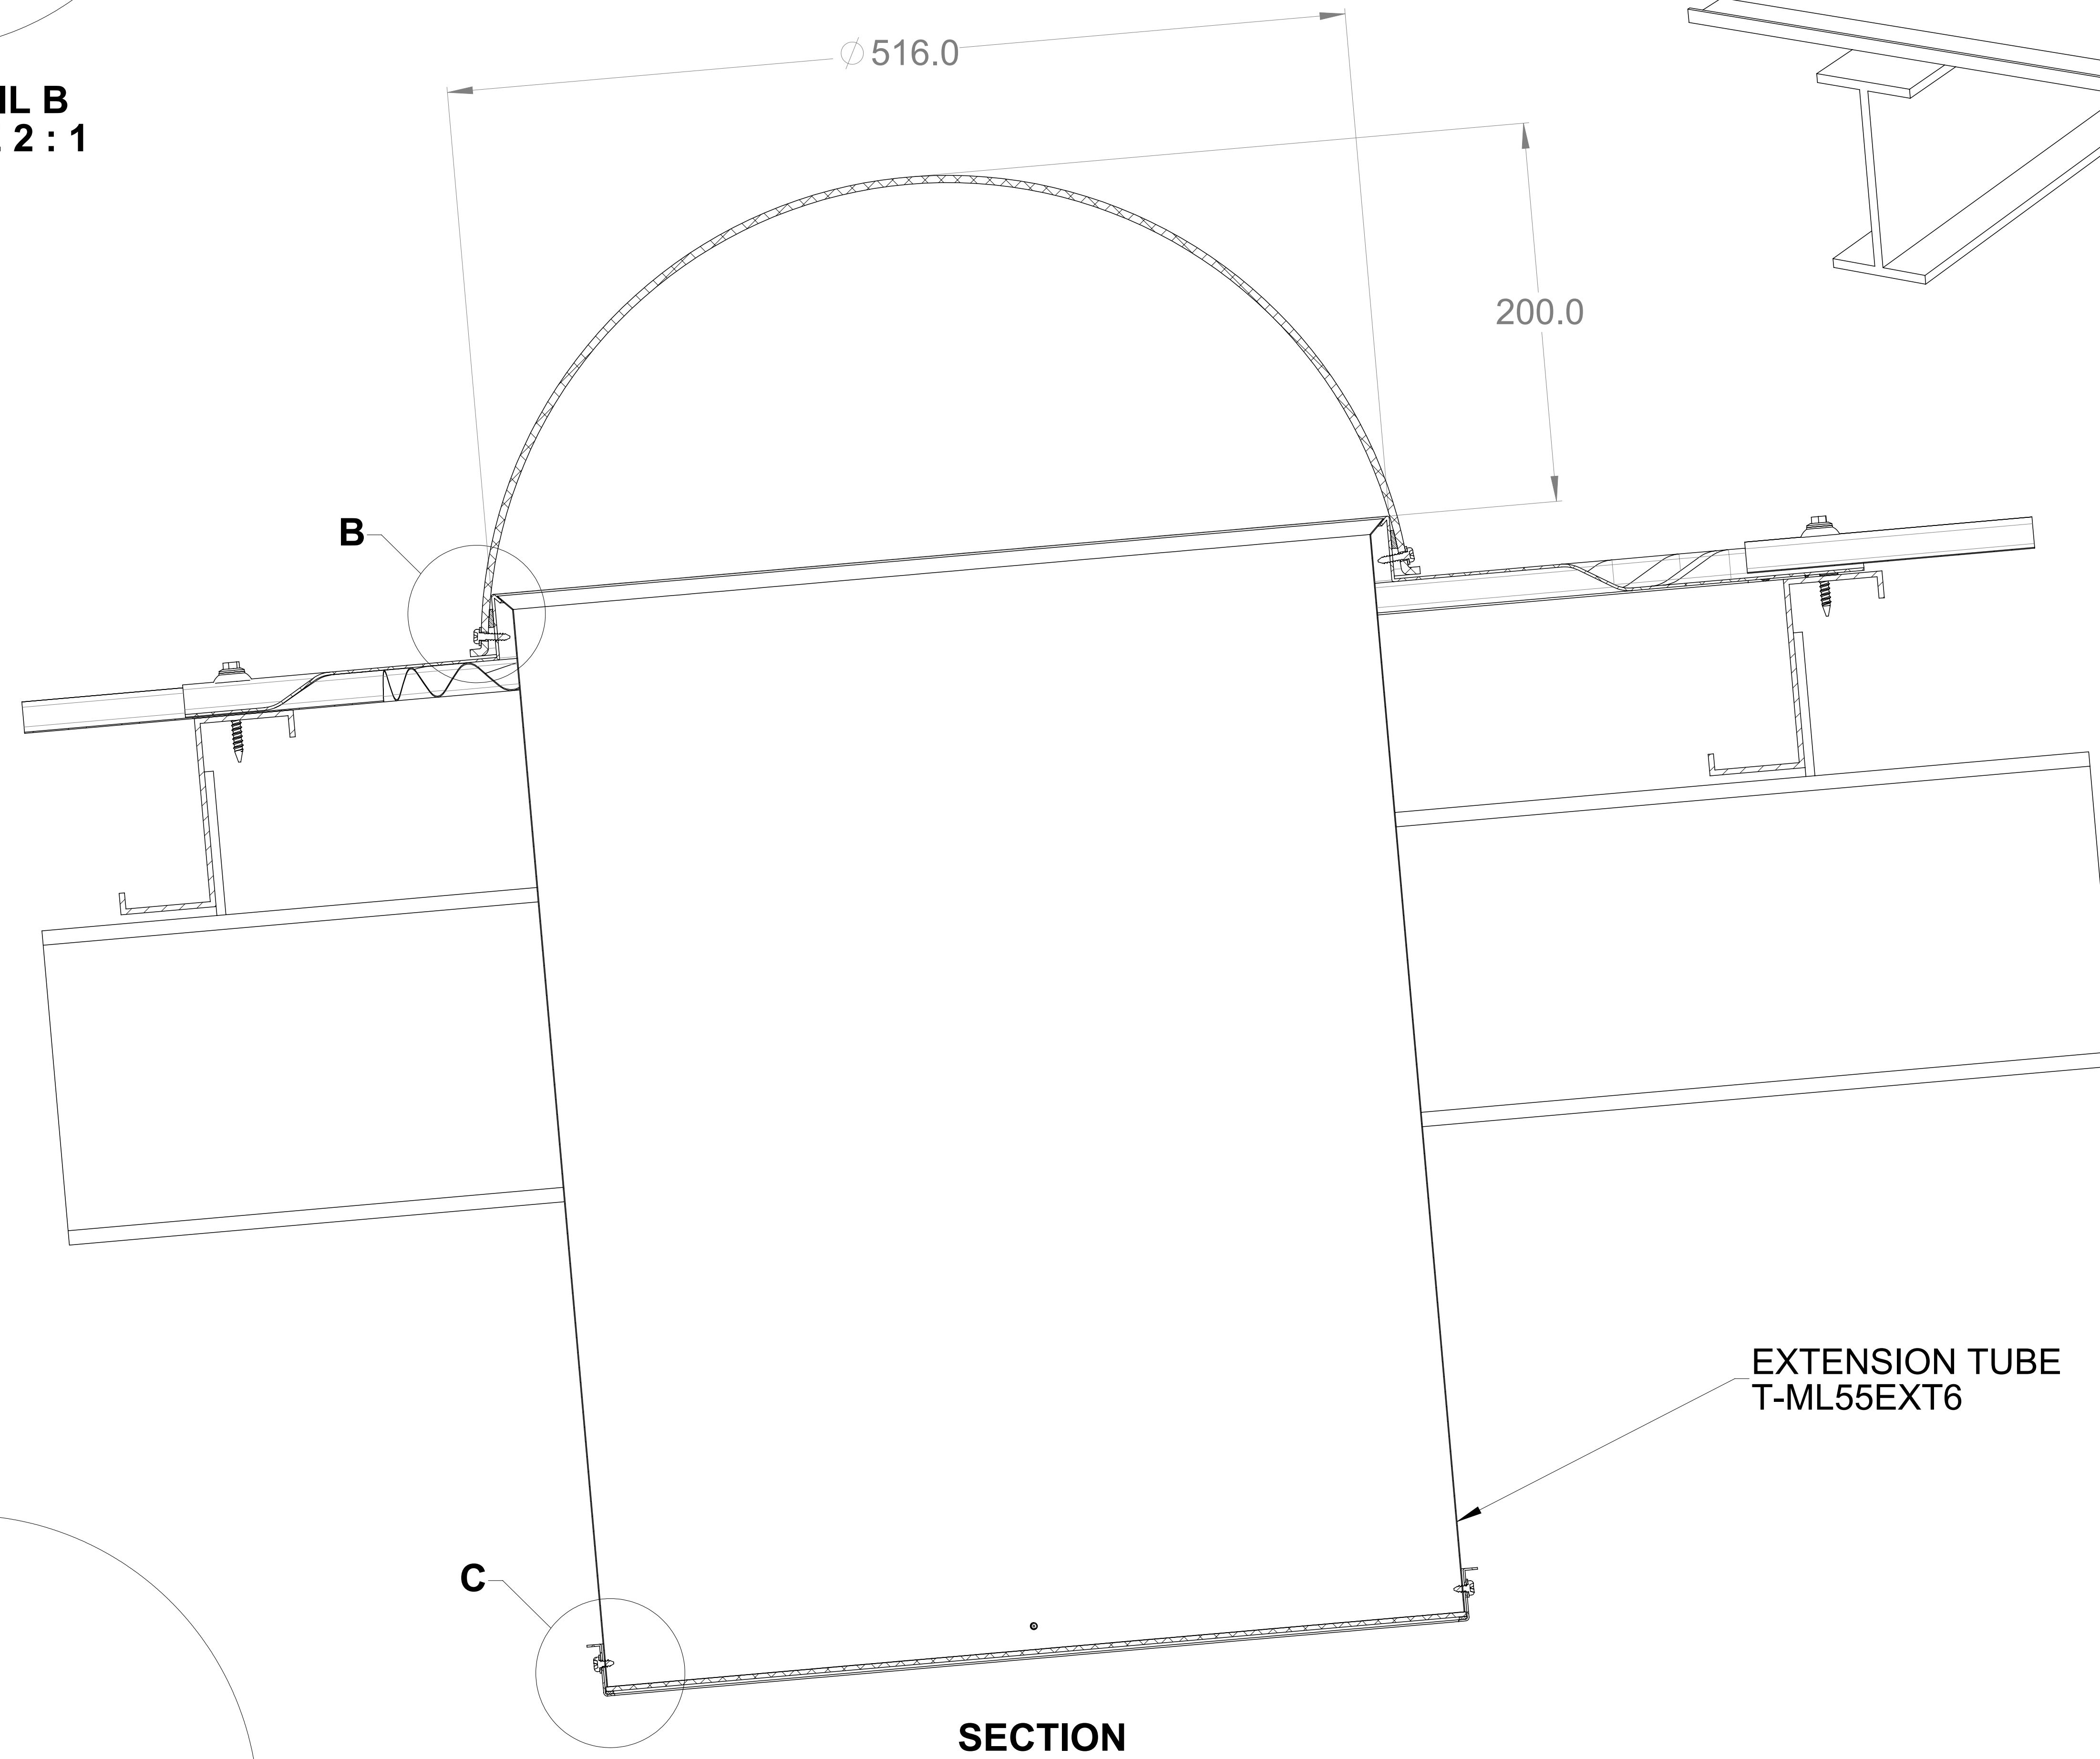 ⌀ 516.0
IL B
2 : 1
200.0
B
EXTENSION TUBE
T-ML55EXT6
C
SECTION